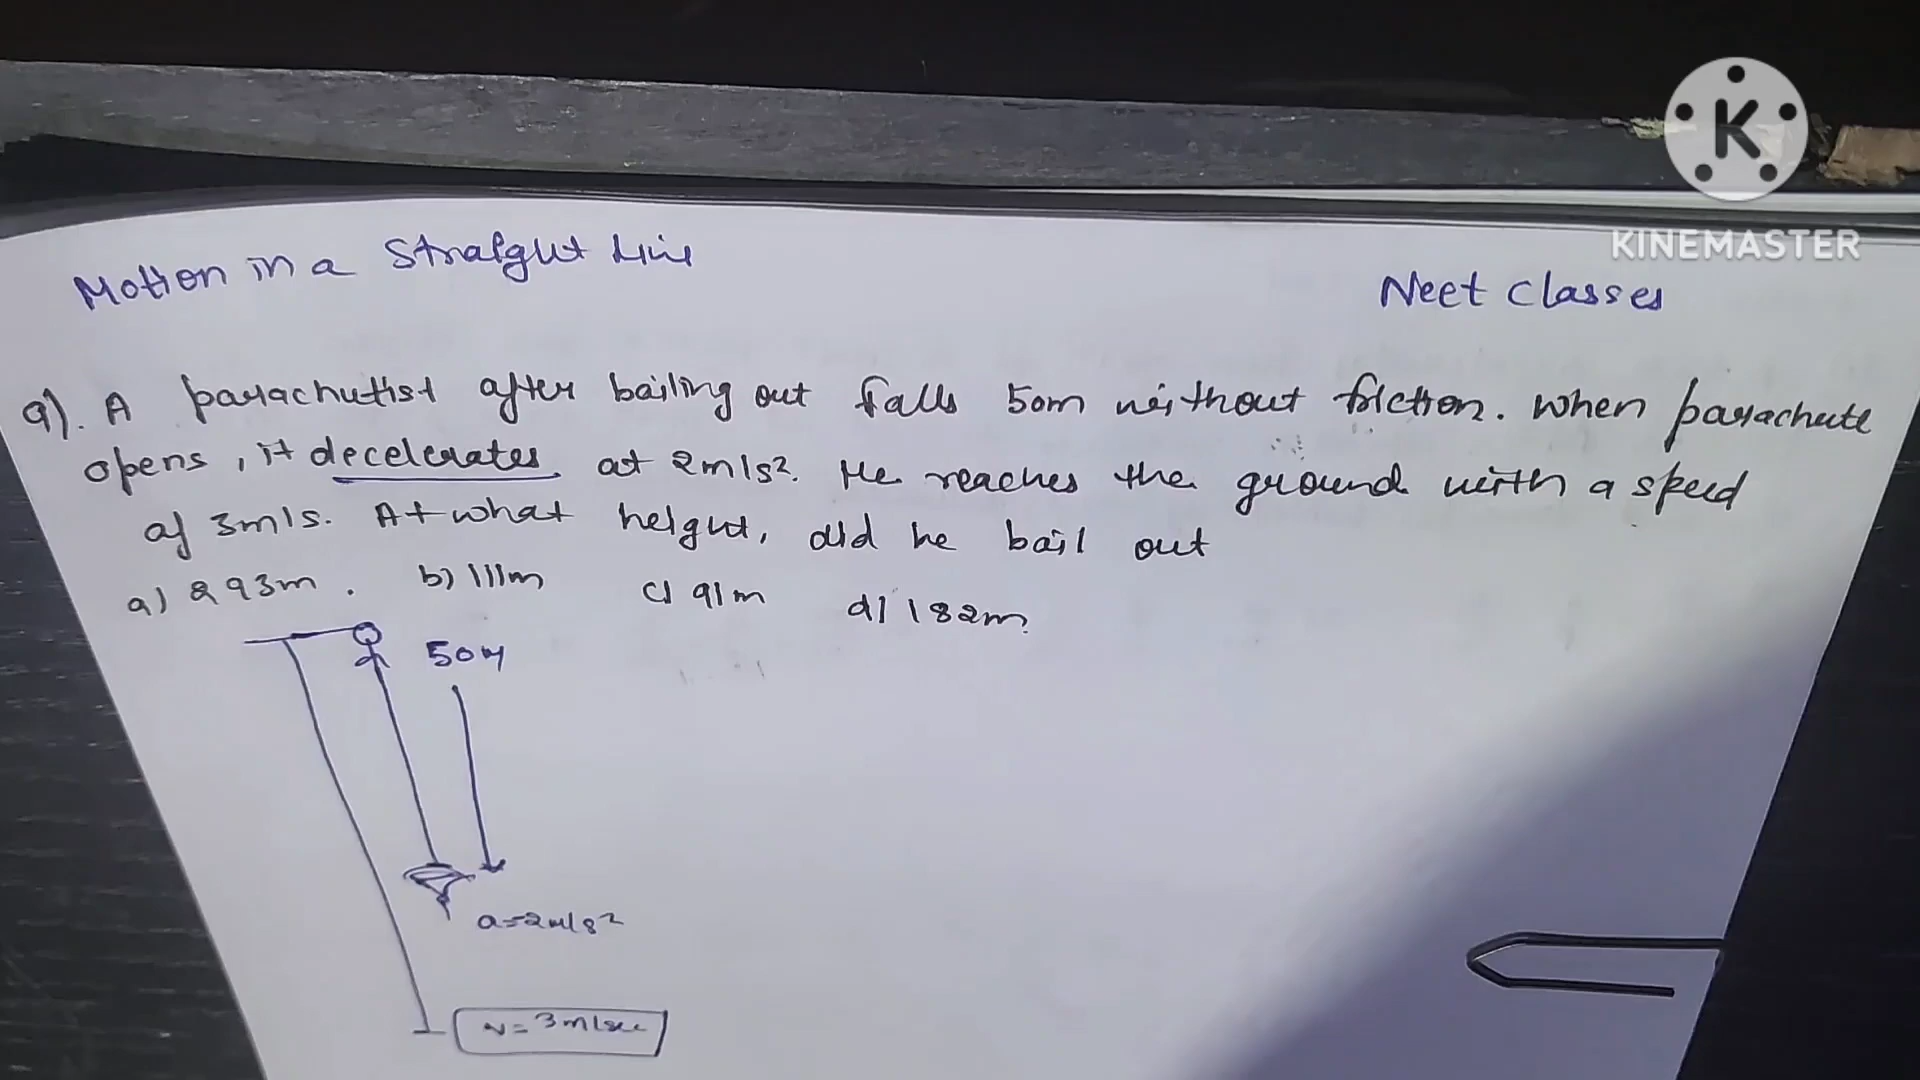 K
KINEMASTER
Motion in a Straight line
Neet Classes
q). A parachutist after bailing out falls 50m without friction. When parachute
opens, it decelerates at 2m/s². He reaches the ground with a speed
of 3m/s. At what height, did he bail out
a) 293m. b) 111m c) 91m d) 182m
50m
a=2m/s²
v=3m/sec